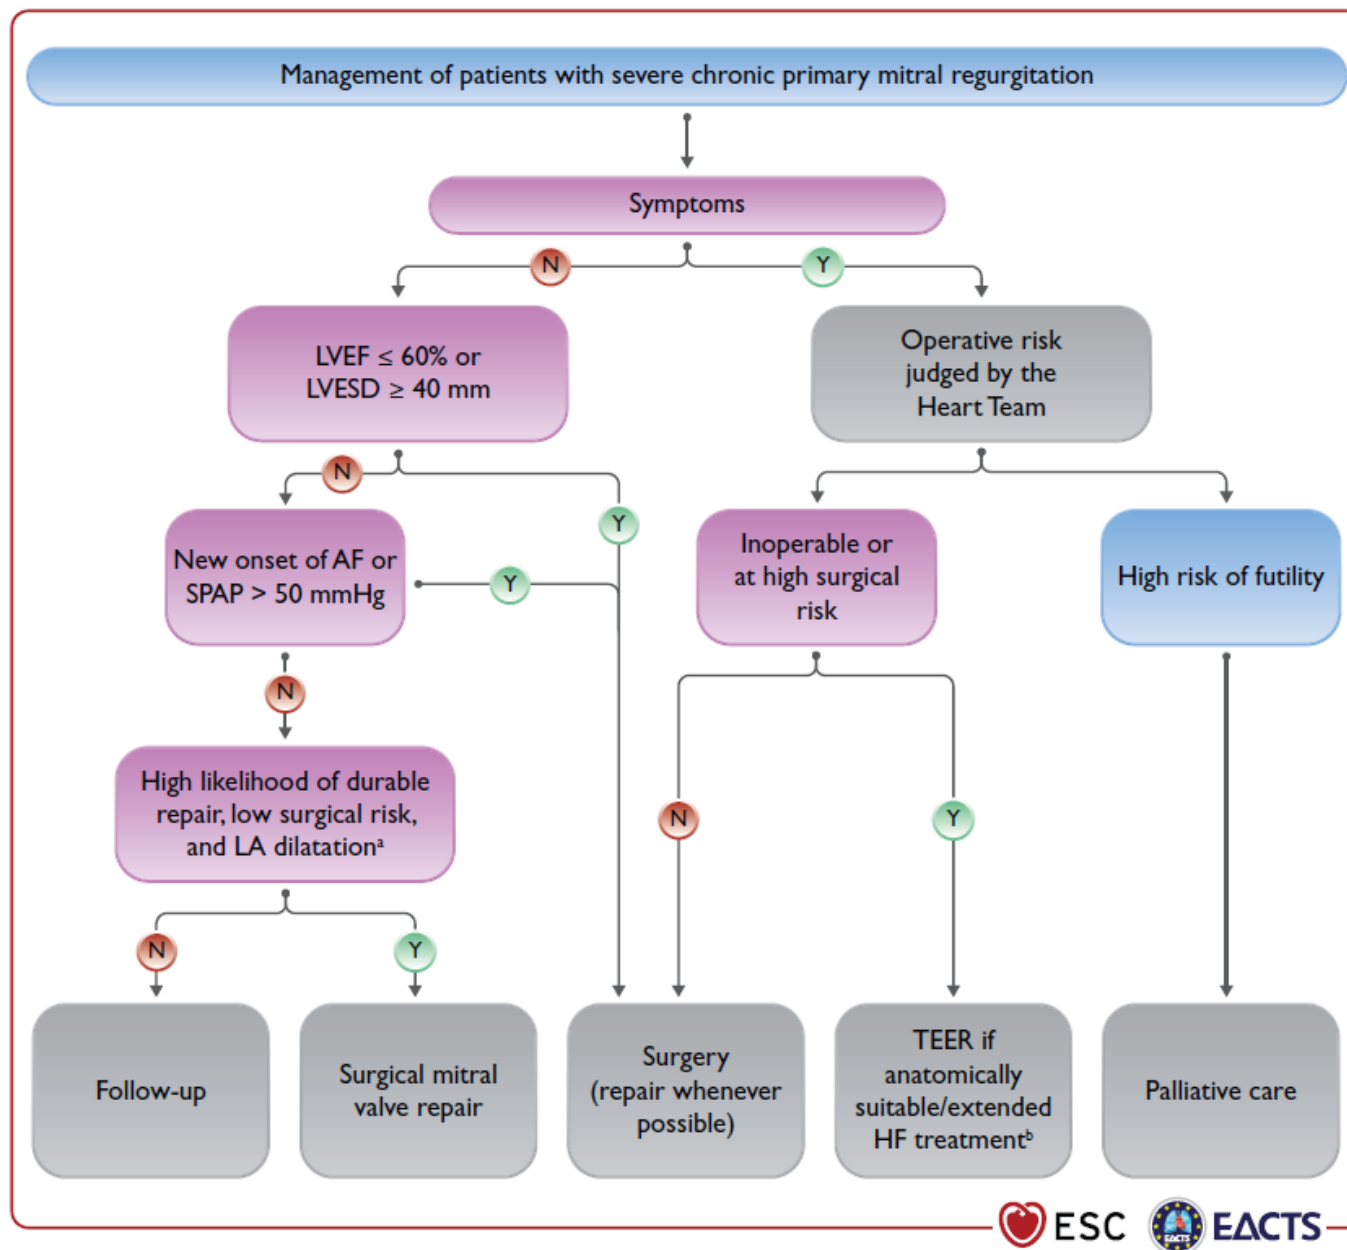 Management of patients with severe chronic primary mitral regurgitation
Symptoms
N
Y
LVEF ≤ 60% or
LVESD ≥ 40 mm
Operative risk
judged by the
Heart Team
N
Y
New onset of AF or
SPAP > 50 mmHg
Y
Inoperable or
at high surgical
risk
High risk of futility
N
High likelihood of durable
repair, low surgical risk,
and LA dilatationᵃ
N
Y
N
Y
Follow-up
Surgical mitral
valve repair
Surgery
(repair whenever
possible)
TEER if
anatomically
suitable/extended
HF treatmentᵇ
Palliative care
ESC
EACTS
EΔCTS